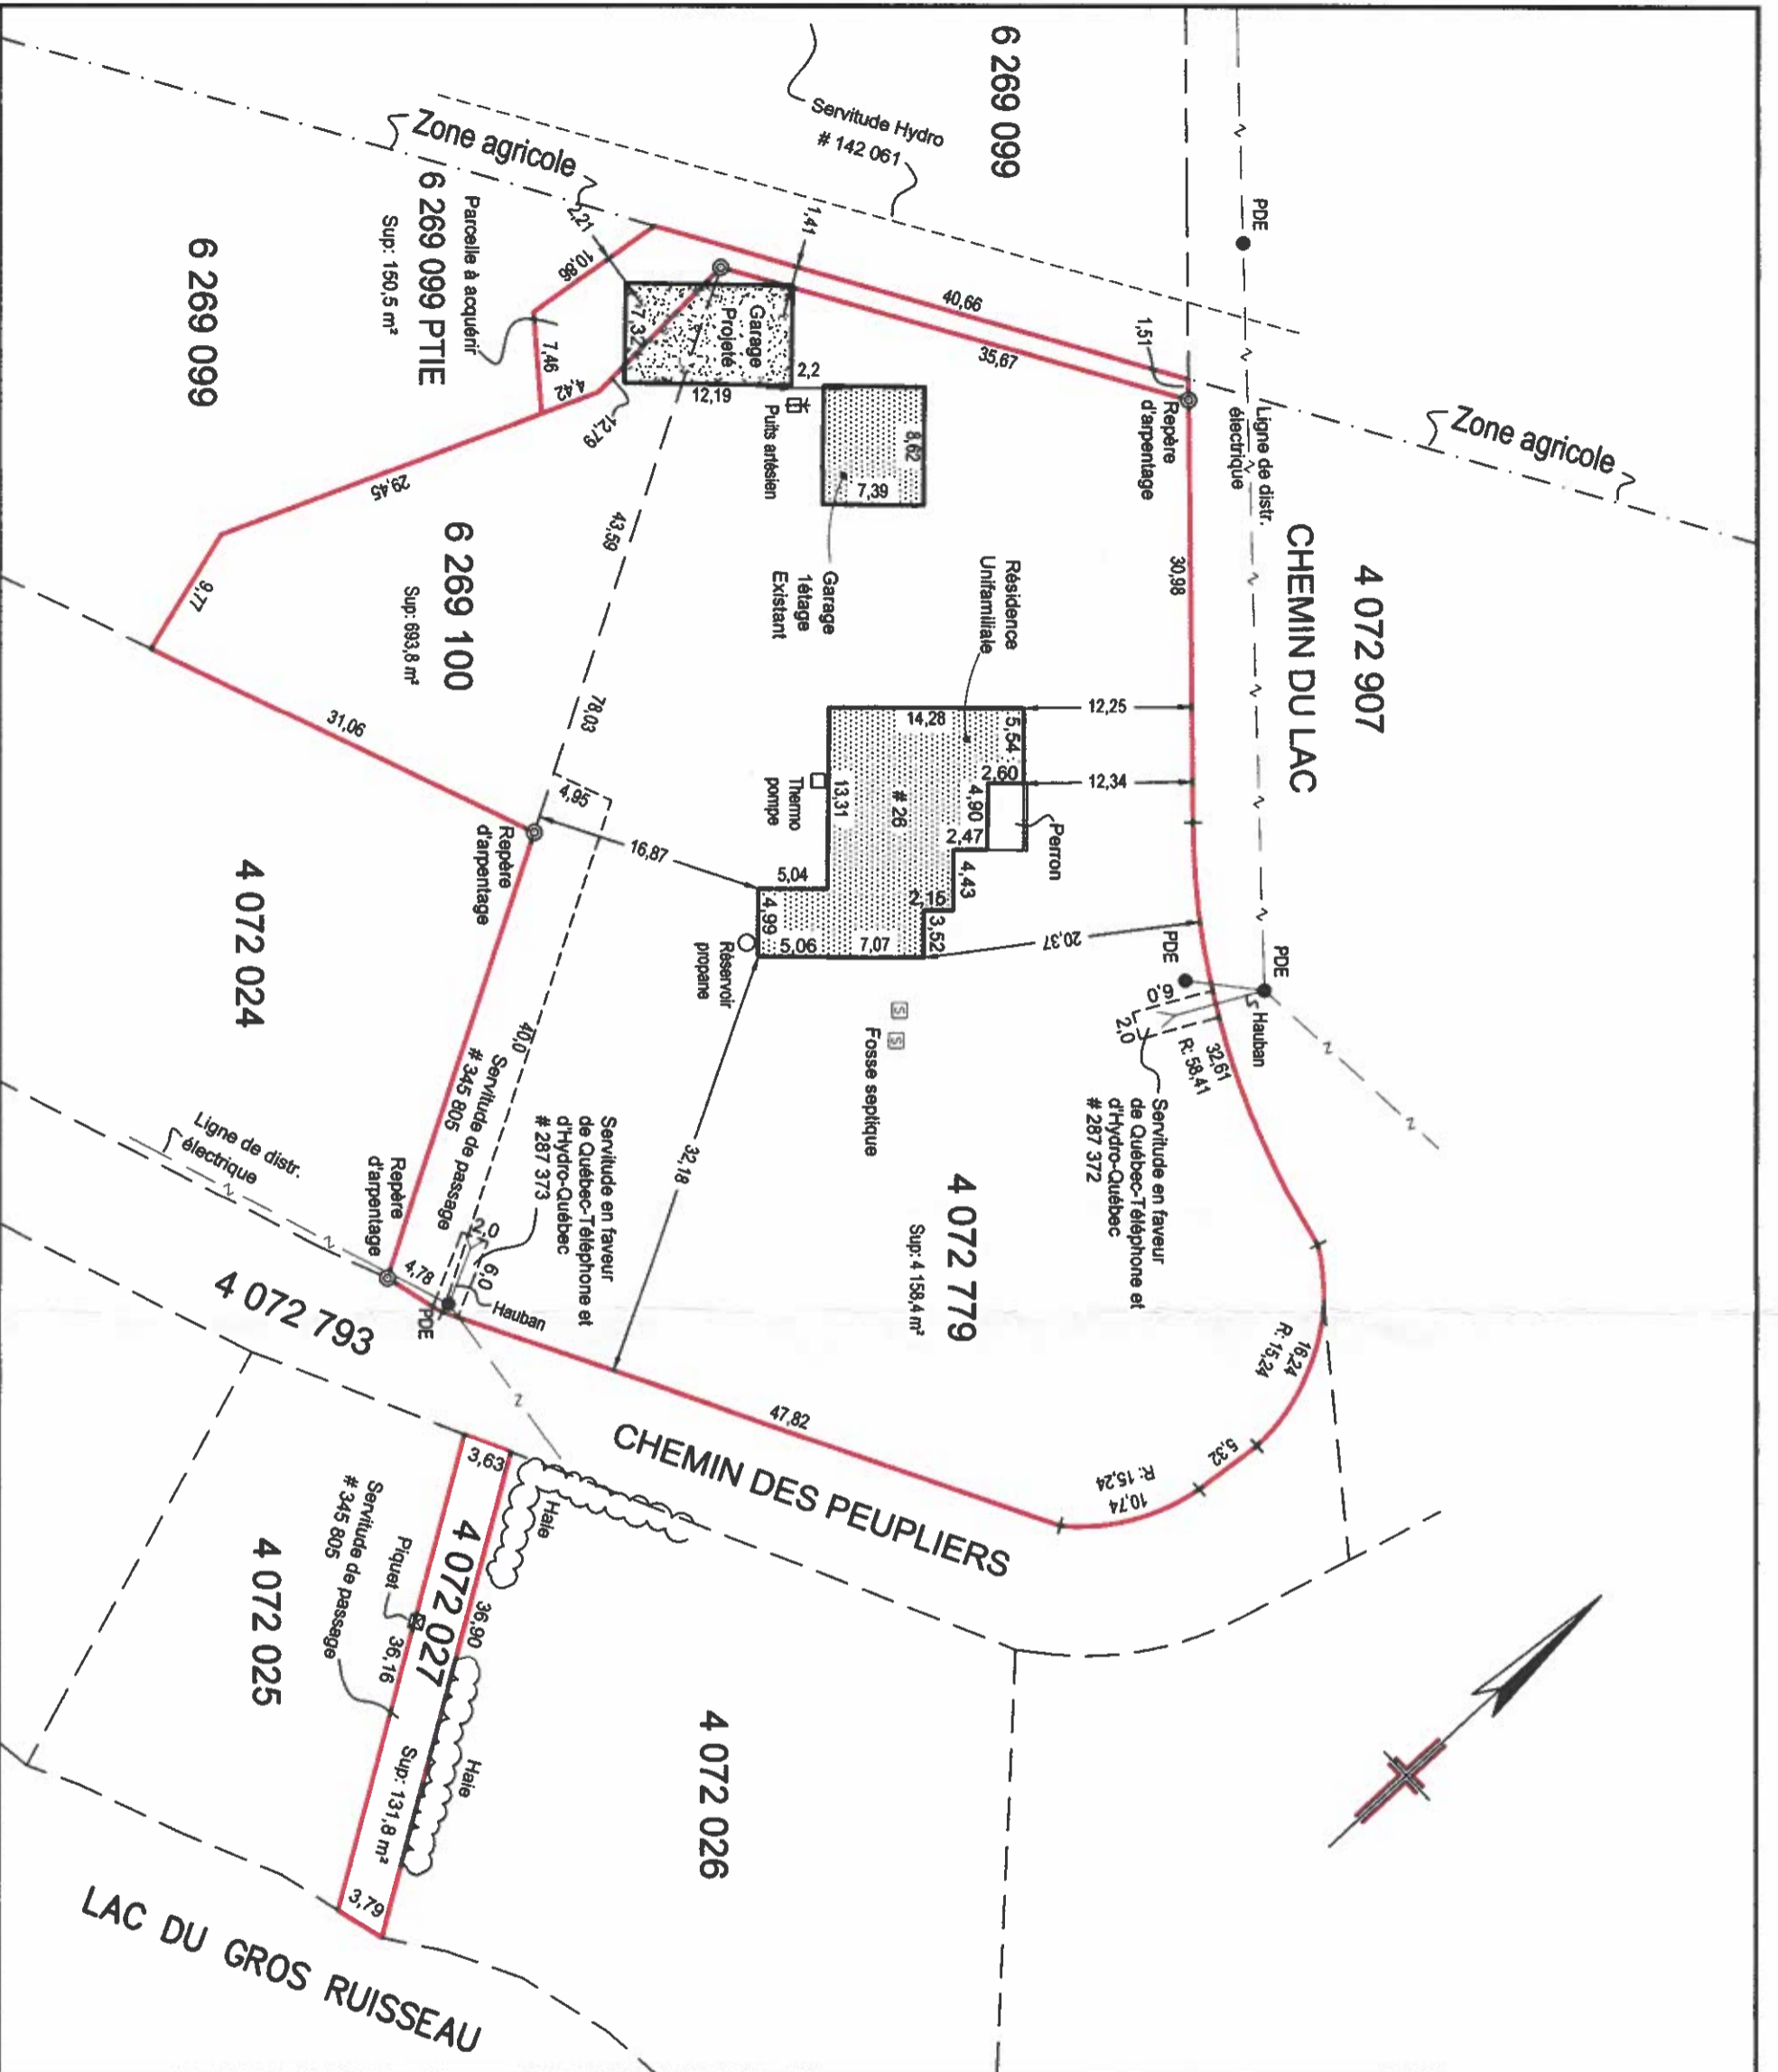 4 072 907
CHEMIN DU LAC
Zone agricole
PDE
Ligne de distr.
électrique
PDE
PDE
Hauban
6,0
2,0
32,61
R: 58,41
Servitude en faveur
de Québec-Téléphone et
d'Hydro-Québec
# 287 372
6 269 099
Servitude Hydro
# 142 061
Zone agricole
1,41
40,66
35,67
1,51
Repère
d'arpentage
30,98
12,25
12,34
20,37
16,24
R: 15,24
5,32
R: 15,24
10,74
47,82
CHEMIN DES PEUPLIERS
Résidence
Unifamiliale
14,28
5,54
2,60
4,90
2,47
4,43
2,15
3,52
7,07
5,06
4,99
5,04
13,31
# 26
Perron
Thermo
pompe
Réservoir
propane
S
S
Fosse septique
4 072 779
Sup: 4 158,4 m²
Garage
1étage
Existant
8,62
7,39
2,2
Puits artésien
Garage
Projeté
7,32
12,19
12,79
2,21
10,86
7,46
4,42
Parcelle à acquérir
6 269 099 PTIE
Sup: 150,5 m²
6 269 099
29,45
9,77
31,06
6 269 100
Sup: 693,8 m²
43,59
78,03
4,95
16,87
32,18
Repère
d'arpentage
40,0
Servitude de passage
# 345 805
Servitude en faveur
de Québec-Téléphone et
d'Hydro-Québec
# 287 373
2,0
6,0
Hauban
PDE
4,78
Repère
d'arpentage
4 072 024
Ligne de distr.
électrique
4 072 793
3,63
Haie
36,90
4 072 027
Sup: 131,8 m²
Haie
Piquet
36,16
Servitude de passage
# 345 805
3,79
4 072 025
4 072 026
LAC DU GROS RUISSEAU